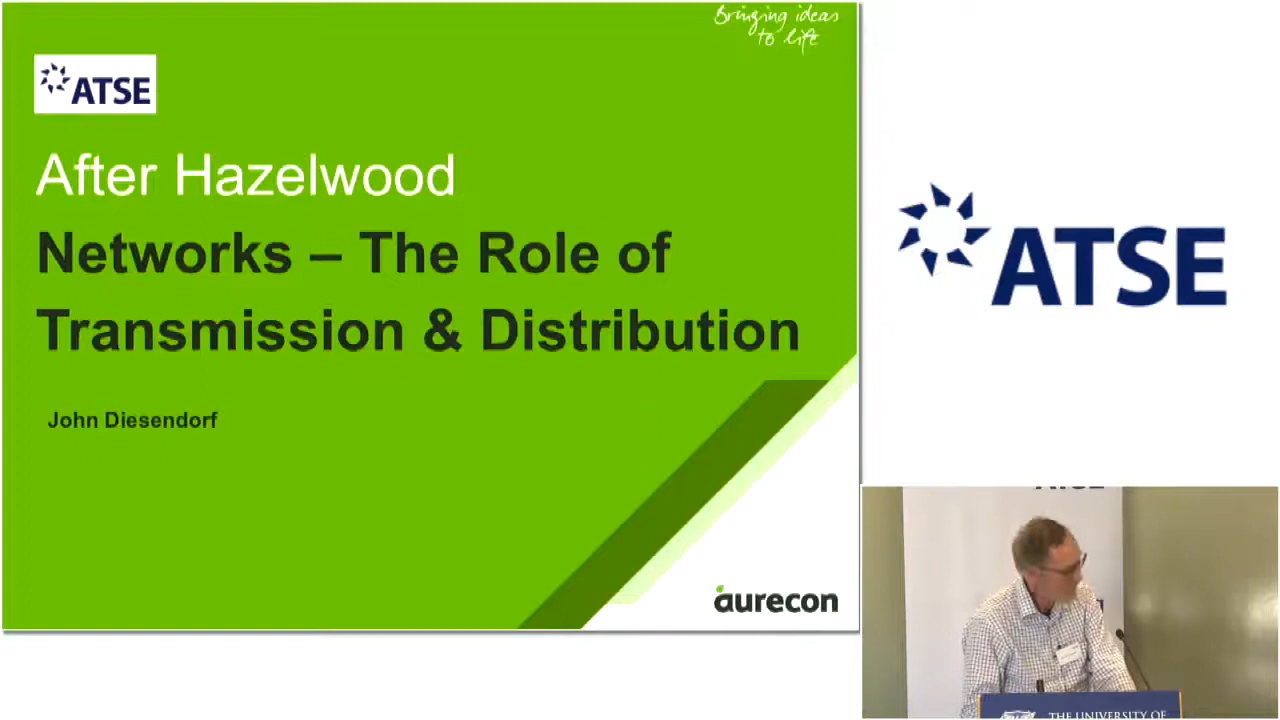 Bringing ideas
to life
ATSE
After Hazelwood
Networks – The Role of
Transmission & Distribution
John Diesendorf
aurecon
ATSE
THE UNIVERSITY OF